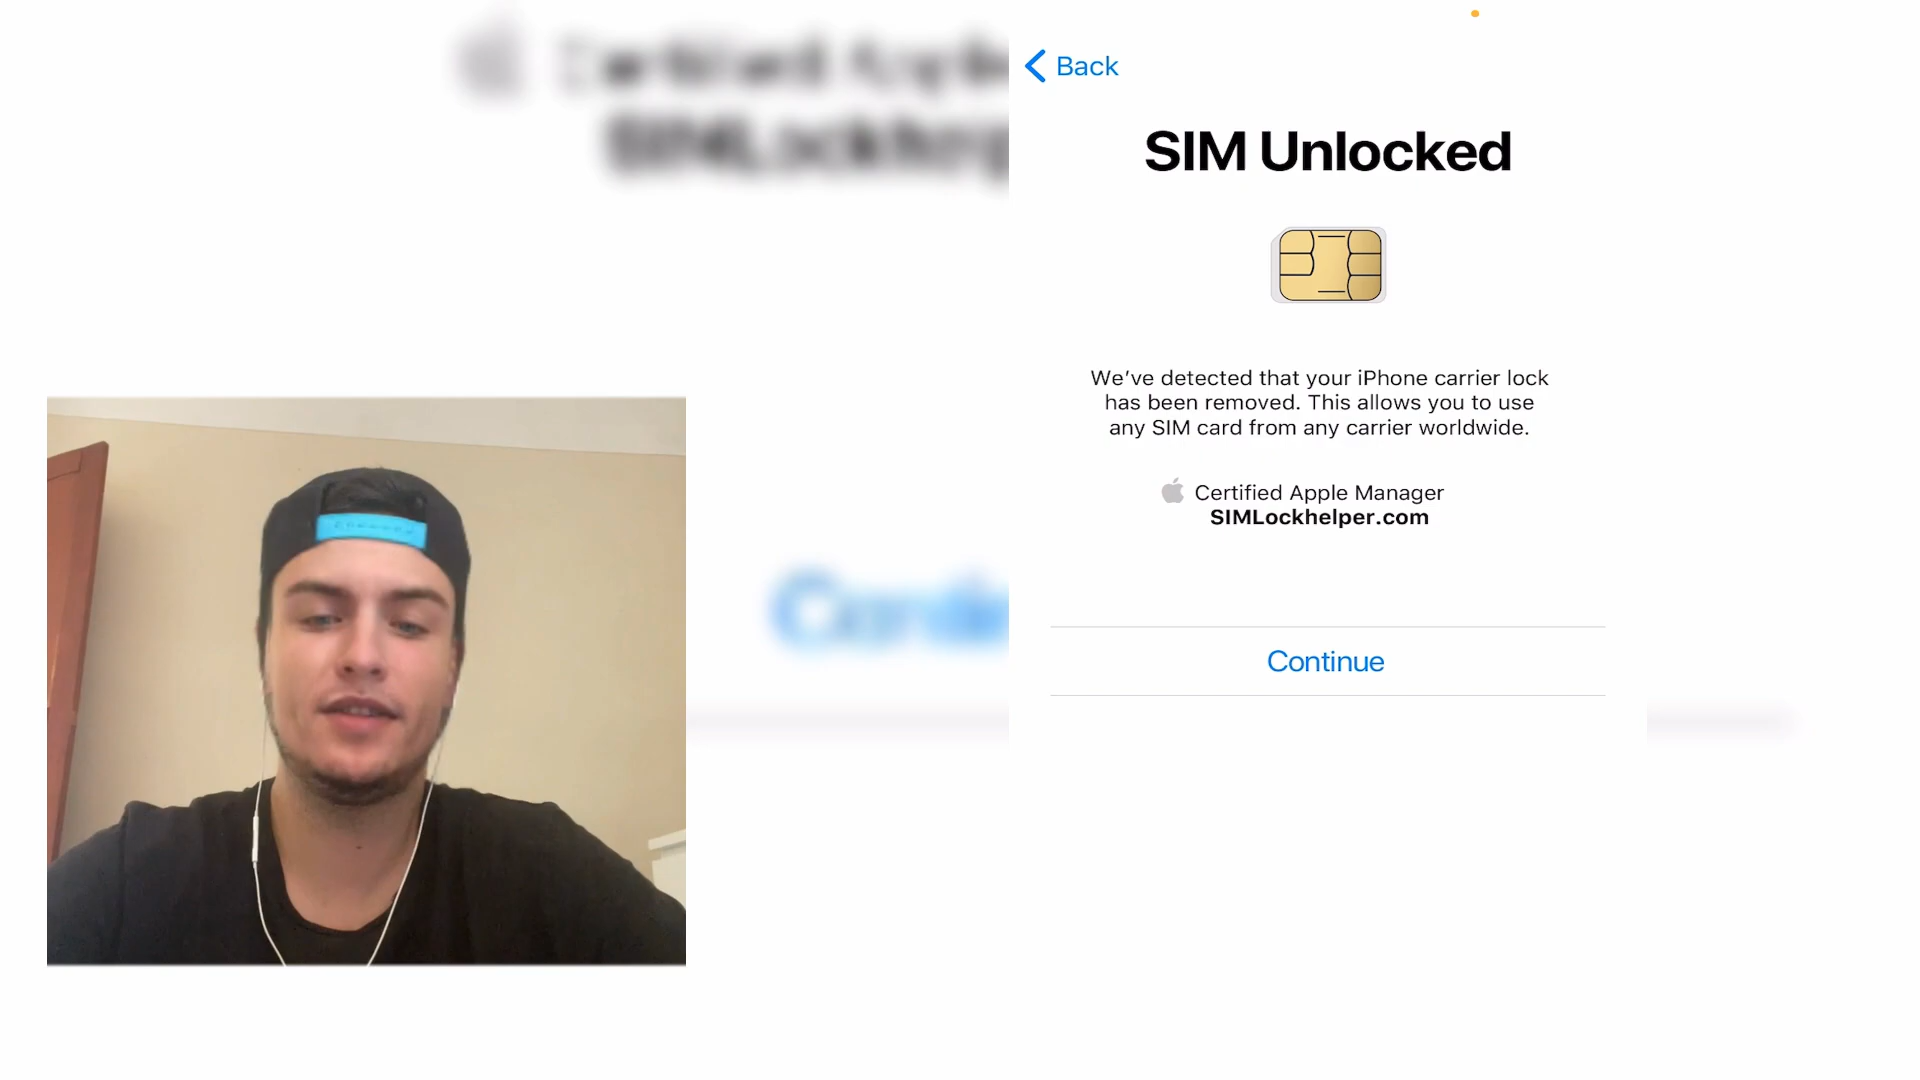 Back
SIM Unlocked
We've detected that your iPhone carrier lock
has been removed. This allows you to use
any SIM card from any carrier worldwide.
Certified Apple Manager
SIMLockhelper.com
Continue